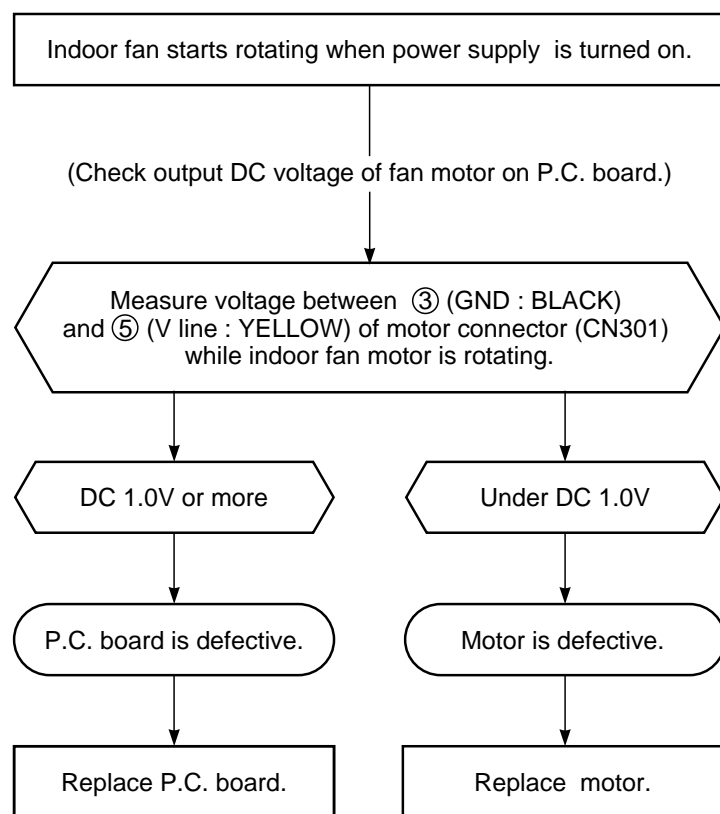 Indoor fan starts rotating when power supply is turned on.
(Check output DC voltage of fan motor on P.C. board.)
Measure voltage between ③ (GND : BLACK)
and ⑤ (V line : YELLOW) of motor connector (CN301)
while indoor fan motor is rotating.
DC 1.0V or more
Under DC 1.0V
P.C. board is defective.
Motor is defective.
Replace P.C. board.
Replace motor.